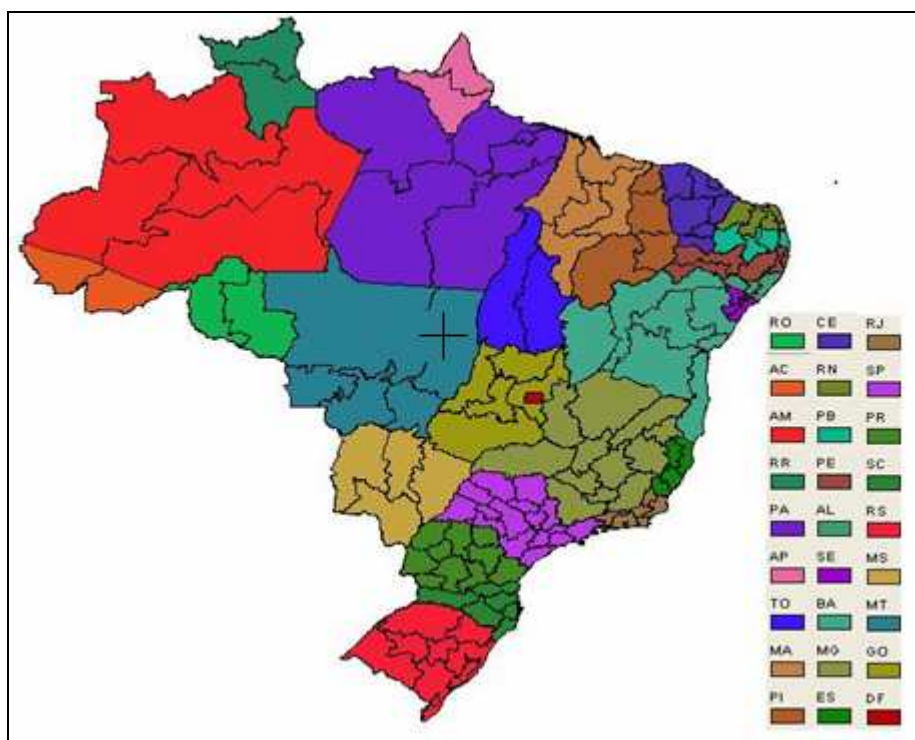 RO CE RJ
AC RN SP
AM PB PR
RR PE SC
PA AL RS
AP SE MS
TO BA MT
MA MG GO
PI ES DF